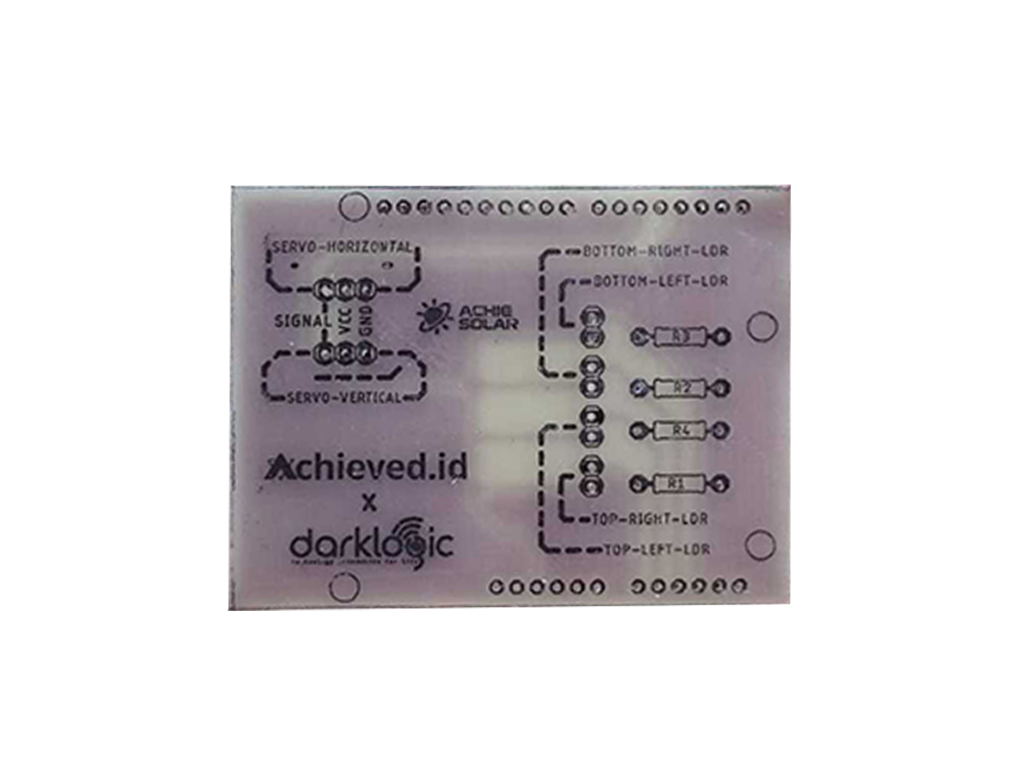 SERVO-HORIZONTAL
SIGNAL
VCC
GND
SERVO-VERTICAL
ACHIE
SOLAR
BOTTOM-RIGHT-LDR
BOTTOM-LEFT-LDR
R3
R2
R4
R1
TOP-RIGHT-LDR
TOP-LEFT-LDR
Achieved.id
X
darklogic
for